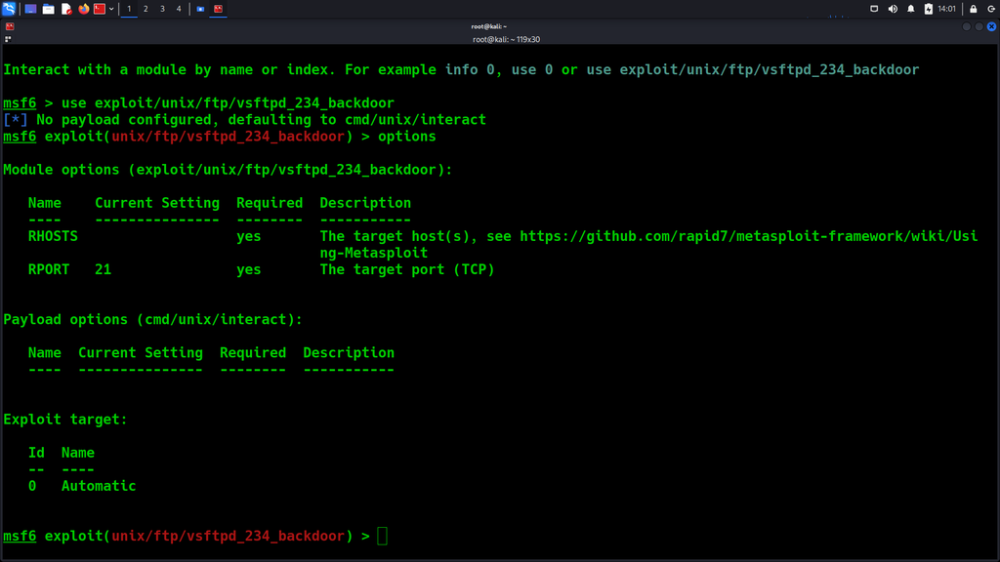 1 2 3 4 14:01
root@kali: ~
root@kali: ~ 119x30
Interact with a module by name or index. For example info 0, use 0 or use exploit/unix/ftp/vsftpd_234_backdoor
msf6 > use exploit/unix/ftp/vsftpd_234_backdoor
[*] No payload configured, defaulting to cmd/unix/interact
msf6 exploit(unix/ftp/vsftpd_234_backdoor) > options
Module options (exploit/unix/ftp/vsftpd_234_backdoor):
Name Current Setting Required Description
---- --------------- -------- -----------
RHOSTS yes The target host(s), see https://github.com/rapid7/metasploit-framework/wiki/Usi
ng-Metasploit
RPORT 21 yes The target port (TCP)
Payload options (cmd/unix/interact):
Name Current Setting Required Description
---- --------------- -------- -----------
Exploit target:
Id Name
-- ----
0 Automatic
msf6 exploit(unix/ftp/vsftpd_234_backdoor) >